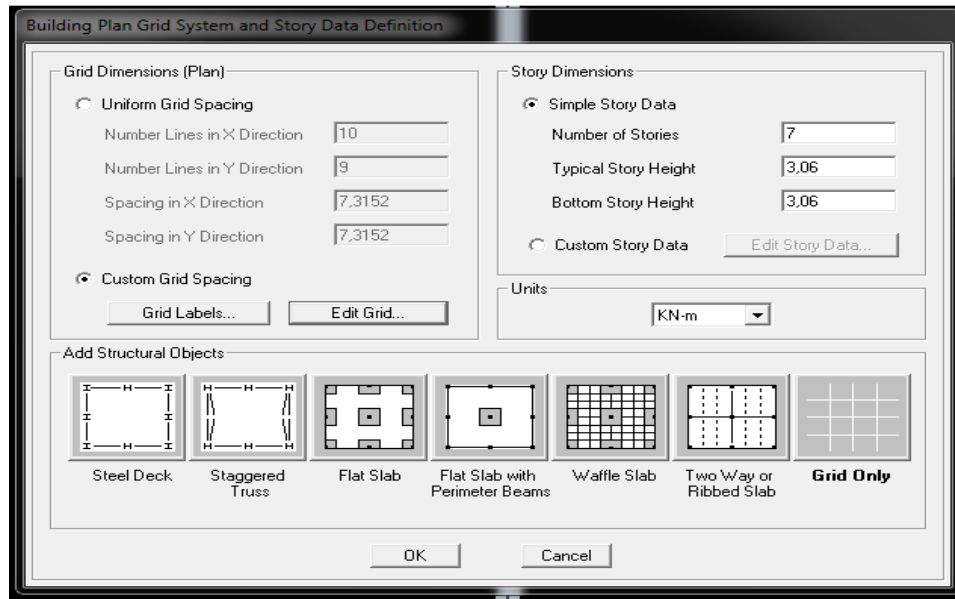 Building Plan Grid System and Story Data Definition
Grid Dimensions (Plan)
Uniform Grid Spacing
Number Lines in X Direction 10
Number Lines in Y Direction 9
Spacing in X Direction 7,3152
Spacing in Y Direction 7,3152
Custom Grid Spacing
Grid Labels... Edit Grid...
Story Dimensions
Simple Story Data
Number of Stories 7
Typical Story Height 3,06
Bottom Story Height 3,06
Custom Story Data Edit Story Data...
Units
KN-m
Add Structural Objects
Steel Deck
Staggered
Truss
Flat Slab
Flat Slab with
Perimeter Beams
Waffle Slab
Two Way or
Ribbed Slab
Grid Only
OK Cancel